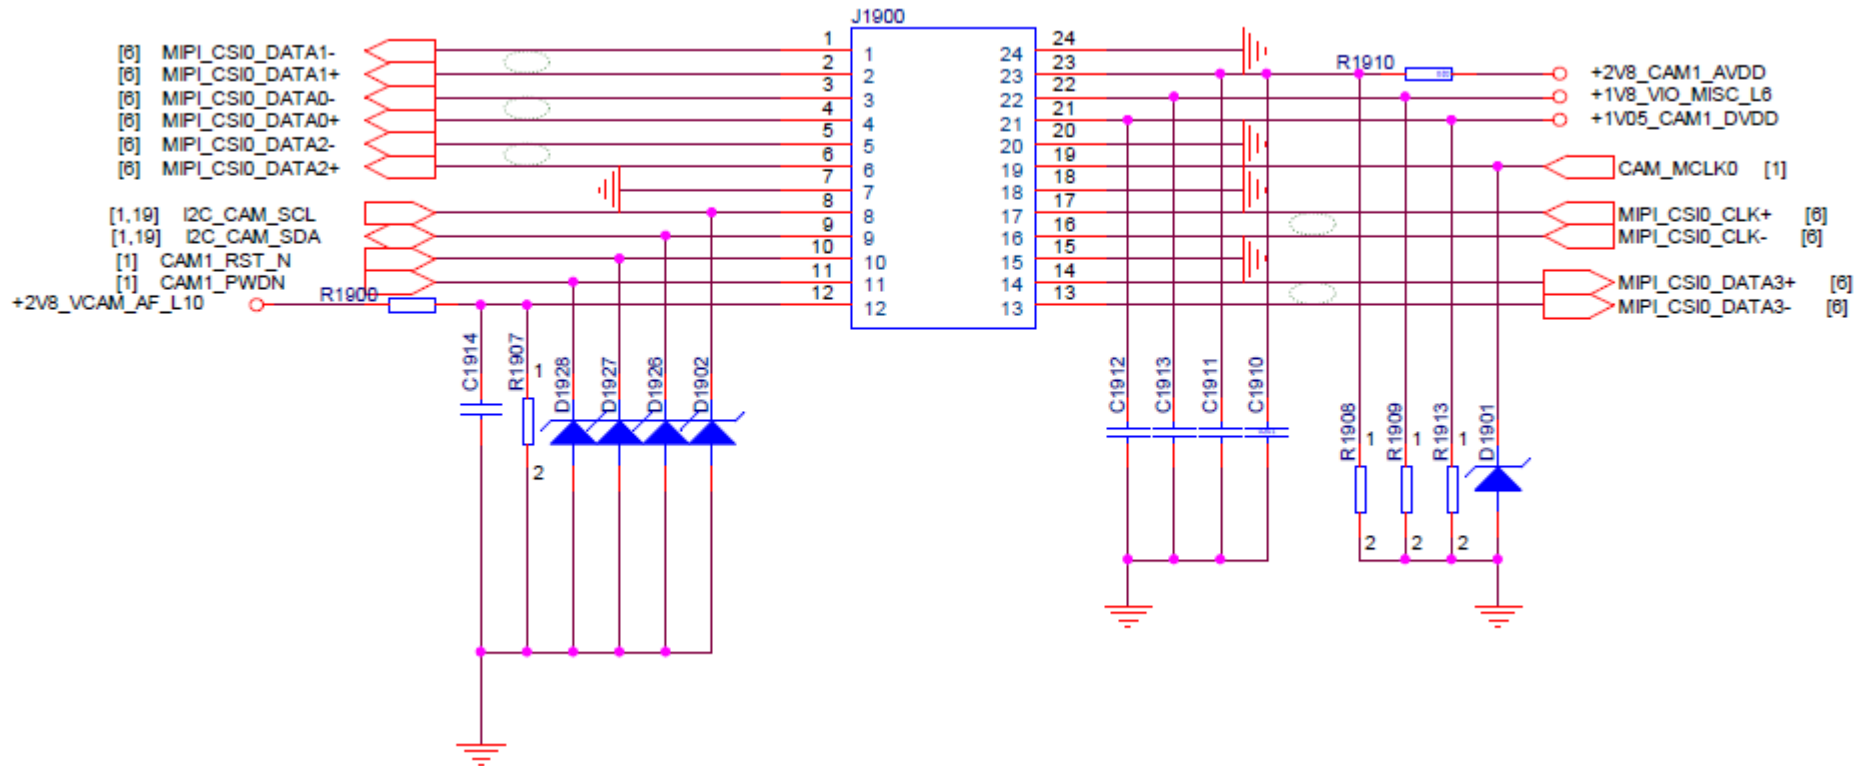 J1900
[6] MIPI_CSI0_DATA1- 1 1 24 24
[6] MIPI_CSI0_DATA1+ 2 2 23 23 R1910 +2V8_CAM1_AVDD
[6] MIPI_CSI0_DATA0- 3 3 22 22 +1V8_VIO_MISC_L6
[6] MIPI_CSI0_DATA0+ 4 4 21 21 +1V05_CAM1_DVDD
[6] MIPI_CSI0_DATA2- 5 5 20 20
[6] MIPI_CSI0_DATA2+ 6 6 19 19 CAM_MCLK0 [1]
7 7 18 18
[1,19] I2C_CAM_SCL 8 8 17 17 MIPI_CSI0_CLK+ [6]
[1,19] I2C_CAM_SDA 9 9 16 16 MIPI_CSI0_CLK- [6]
[1] CAM1_RST_N 10 10 15 15
[1] CAM1_PWDN 11 11 14 14 MIPI_CSI0_DATA3+ [6]
+2V8_VCAM_AF_L10 R1900 12 12 13 13 MIPI_CSI0_DATA3- [6]
C1914
R1907 1 2
D1928
D1927
D1926
D1902
C1912
C1913
C1911
C1910
R1908 1 2
R1909 1 2
R1913 1 2
D1901